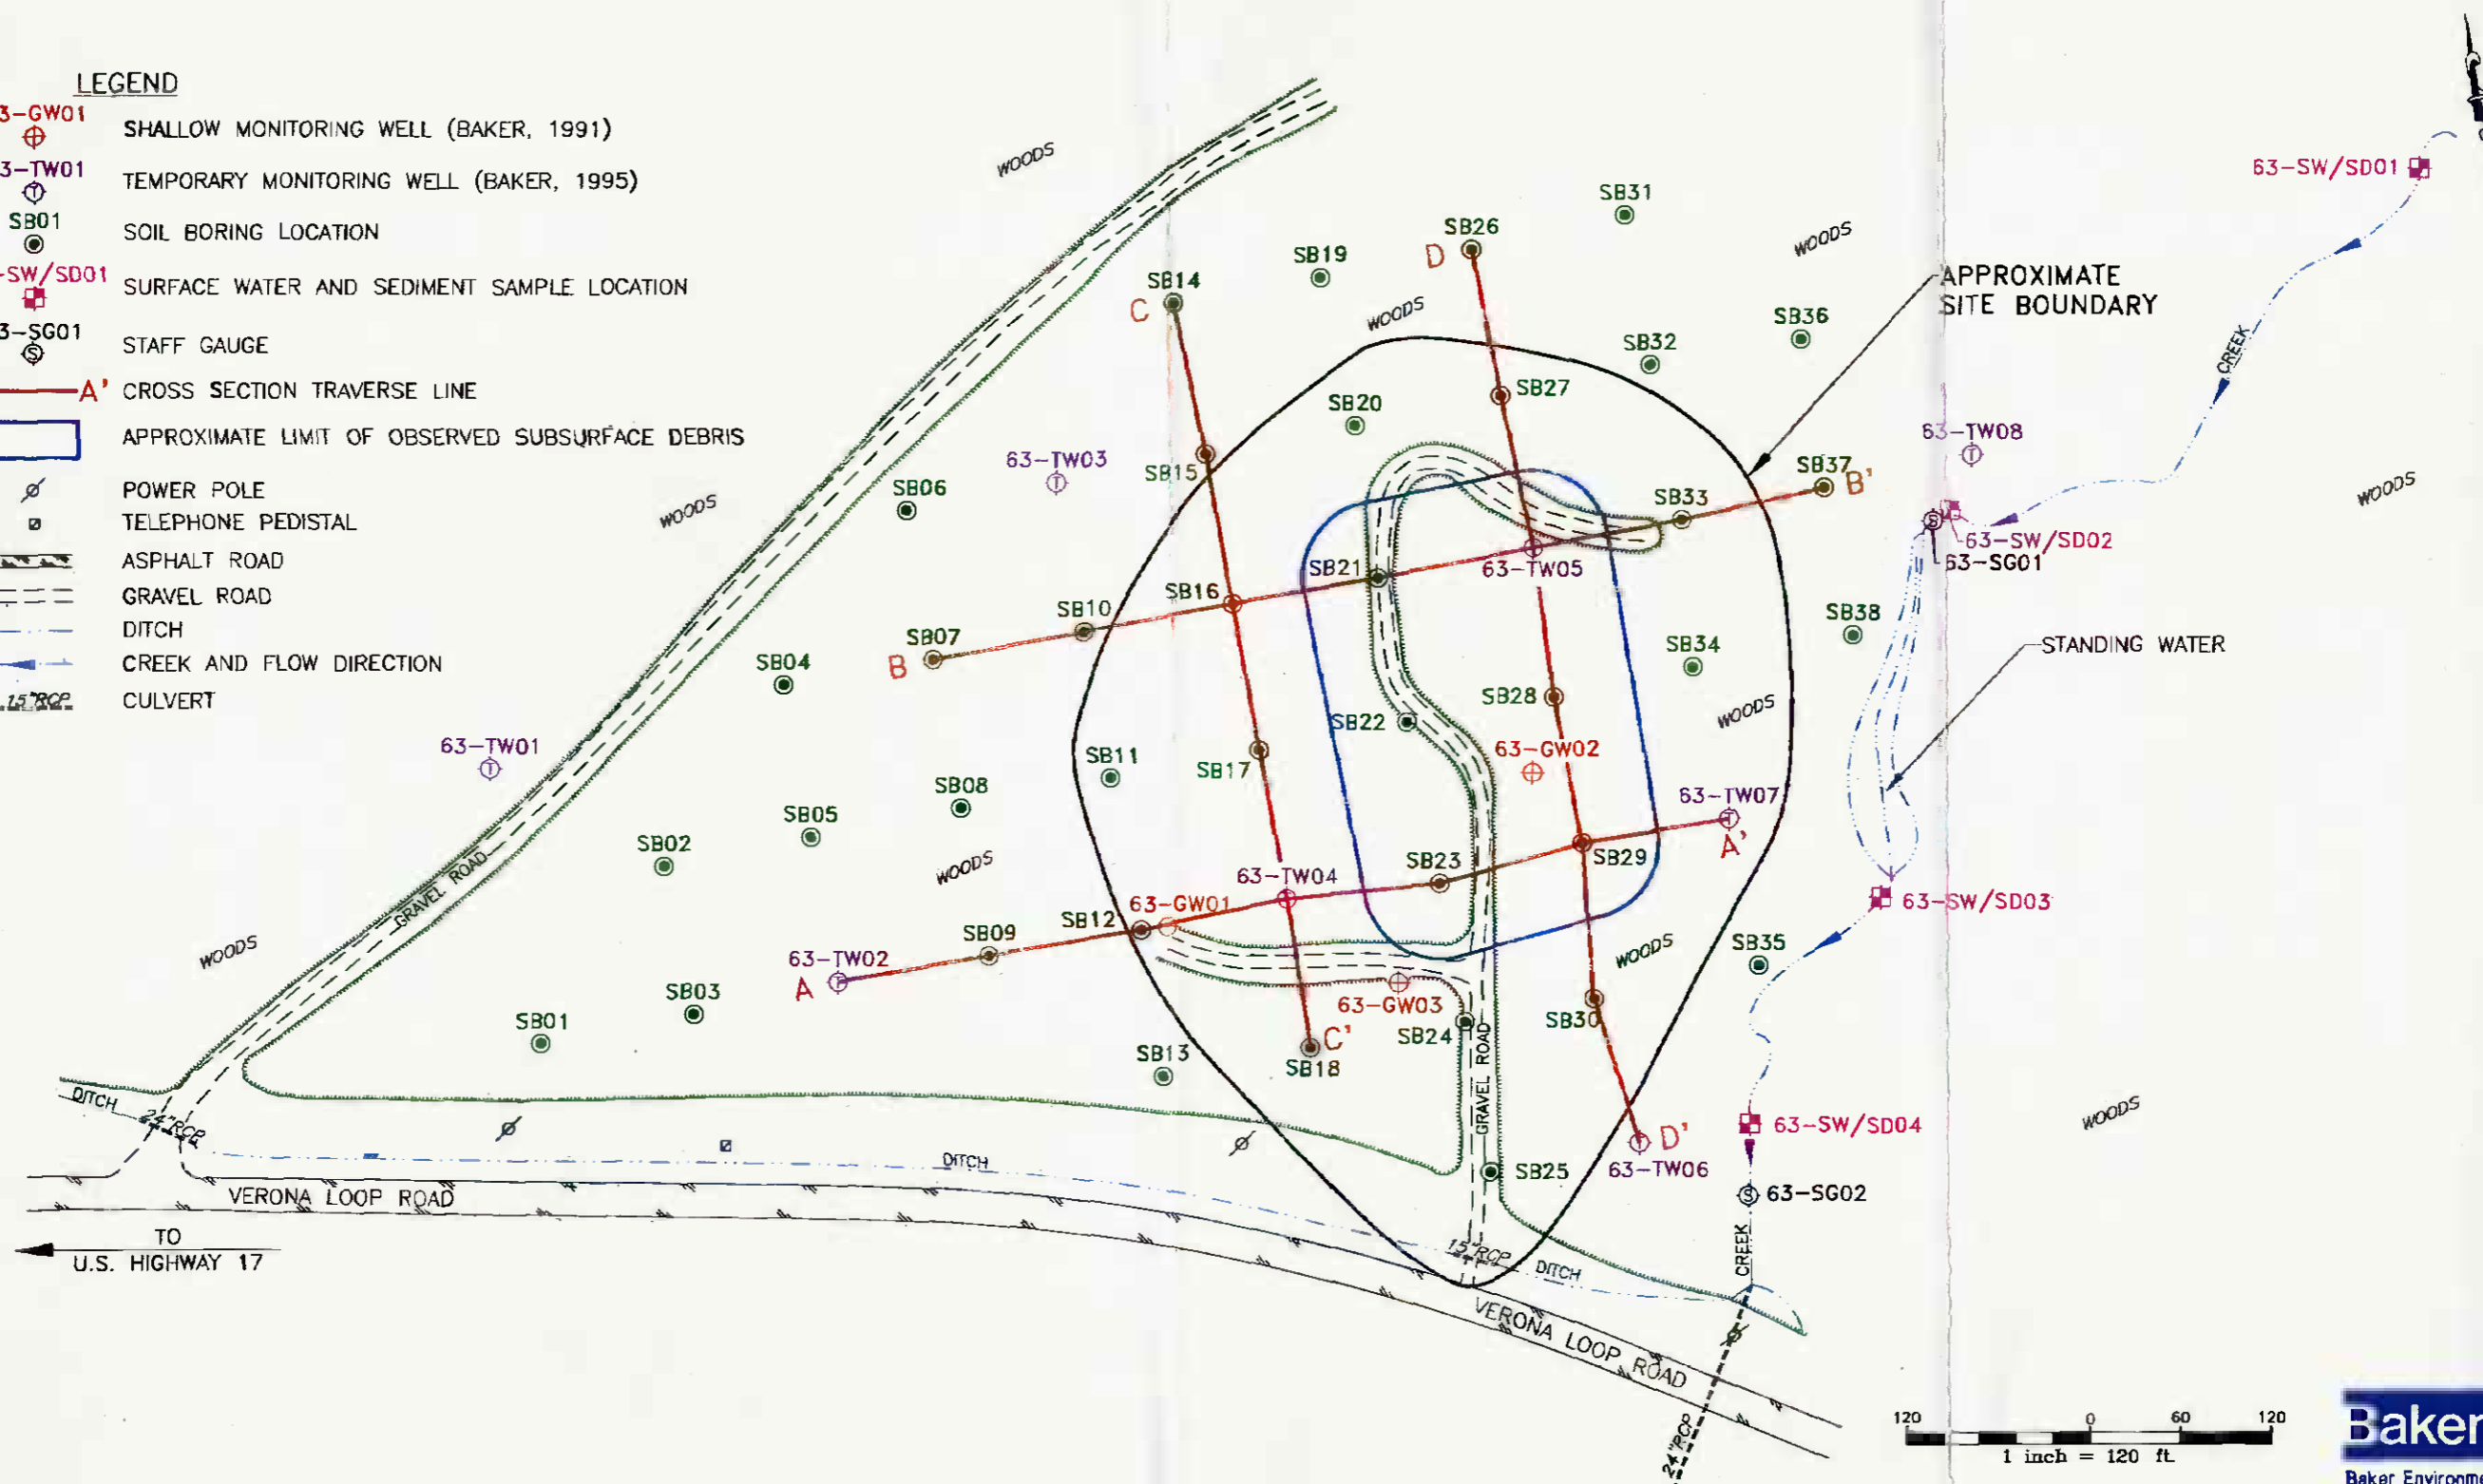 LEGEND
3-GW01
SHALLOW MONITORING WELL (BAKER, 1991)
3-TW01
TEMPORARY MONITORING WELL (BAKER, 1995)
SB01
SOIL BORING LOCATION
-SW/SD01
SURFACE WATER AND SEDIMENT SAMPLE LOCATION
3-SG01
STAFF GAUGE
A' CROSS SECTION TRAVERSE LINE
APPROXIMATE LIMIT OF OBSERVED SUBSURFACE DEBRIS
POWER POLE
TELEPHONE PEDISTAL
ASPHALT ROAD
GRAVEL ROAD
DITCH
CREEK AND FLOW DIRECTION
15"RCP
CULVERT
WOODS
63-SW/SD01
SB31
SB26
D
WOODS
SB19
SB14
C
APPROXIMATE
SITE BOUNDARY
WOODS
SB36
SB32
CREEK
SB27
SB20
63-TW08
63-TW03
SB15
SB37
B'
SB06
SB33
WOODS
WOODS
63-SW/SD02
63-SG01
SB21
63-TW05
SB16
SB10
SB07
B
SB38
SB34
STANDING WATER
SB04
SB28
WOODS
SB22
63-TW01
63-GW02
SB11
SB17
SB08
63-TW07
SB05
A'
SB02
SB29
SB23
WOODS
63-TW04
GRAVEL ROAD
63-GW01
63-SW/SD03
SB12
SB09
SB35
WOODS
WOODS
63-TW02
A
SB03
63-GW03
SB30
SB24
SB01
C'
SB18
SB13
GRAVEL ROAD
DITCH
24"RCP
WOODS
63-SW/SD04
D'
63-TW06
DITCH
SB25
63-SG02
VERONA LOOP ROAD
TO
U.S. HIGHWAY 17
CREEK
15"RCP
DITCH
VERONA LOOP ROAD
24"RCP
120 0 60 120
1 inch = 120 ft.
Baker
Baker Environme